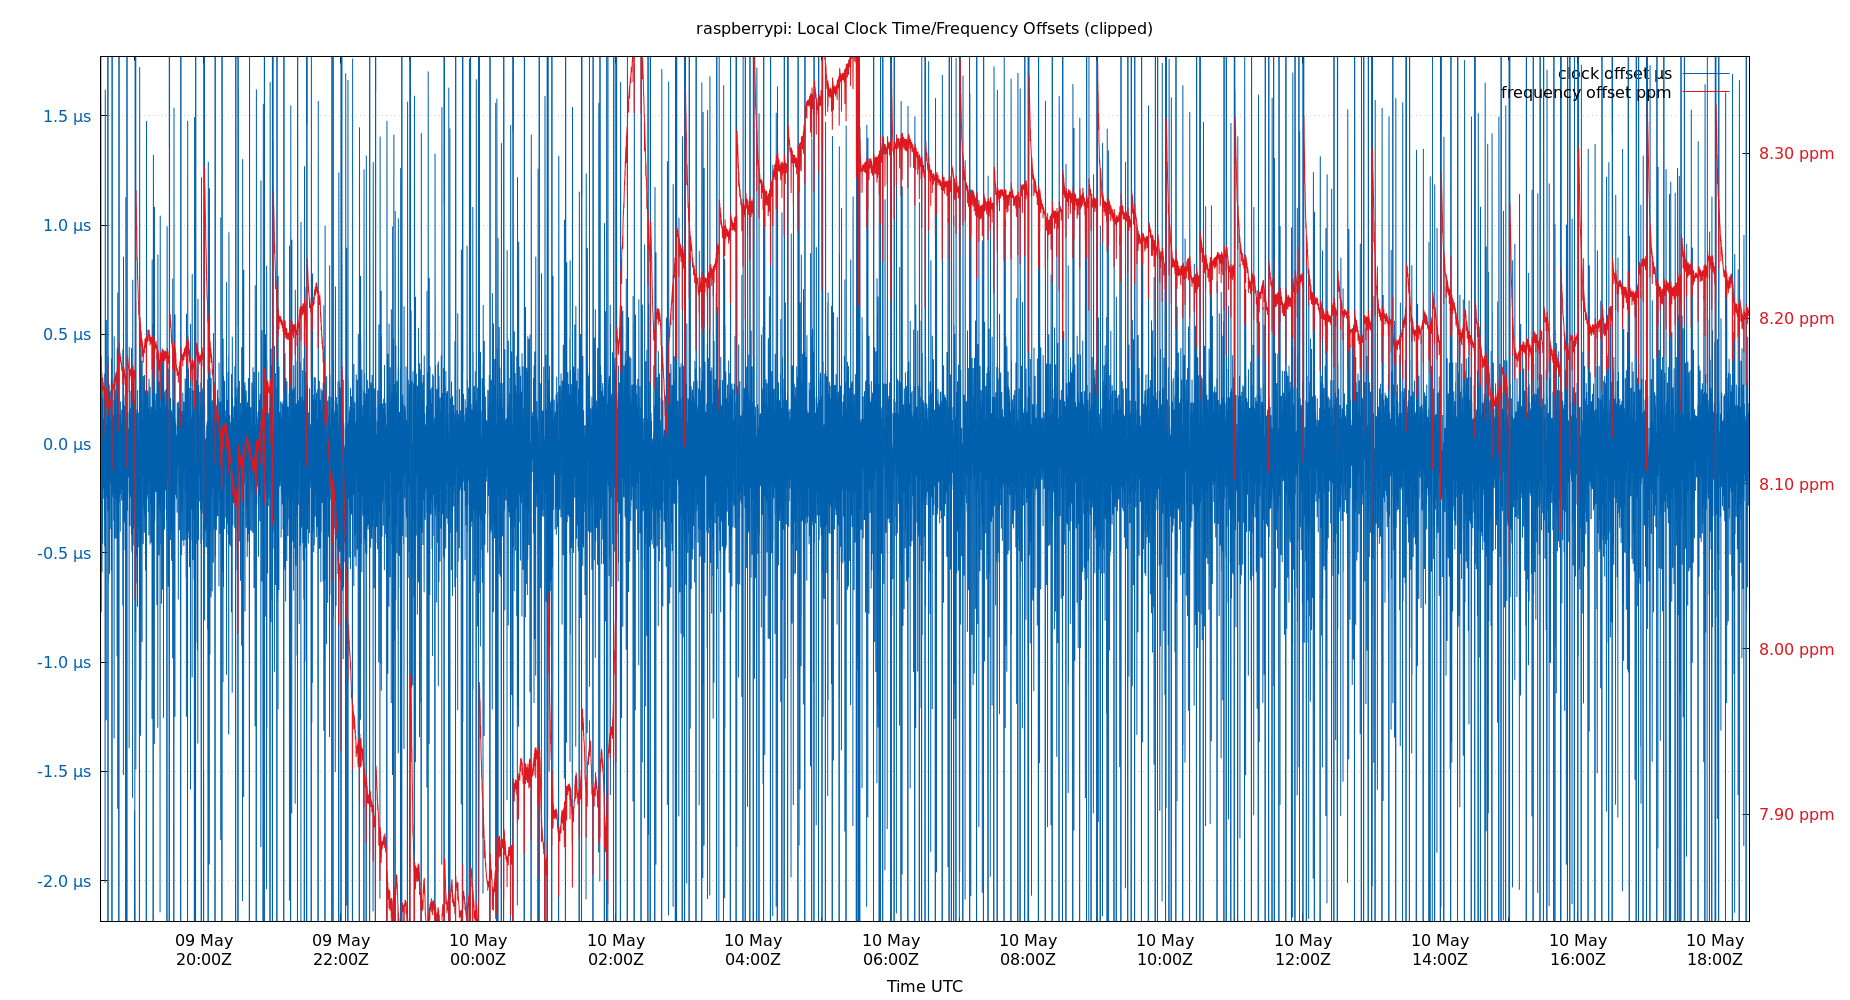 raspberrypi: Local Clock Time/Frequency Offsets (clipped)
clock offset µs
frequency offset ppm
1.5 µs
1.0 µs
0.5 µs
0.0 µs
-0.5 µs
-1.0 µs
-1.5 µs
-2.0 µs
8.30 ppm
8.20 ppm
8.10 ppm
8.00 ppm
7.90 ppm
09 May 09 May 10 May 10 May 10 May 10 May 10 May 10 May 10 May 10 May 10 May 10 May
20:00Z 22:00Z 00:00Z 02:00Z 04:00Z 06:00Z 08:00Z 10:00Z 12:00Z 14:00Z 16:00Z 18:00Z
Time UTC